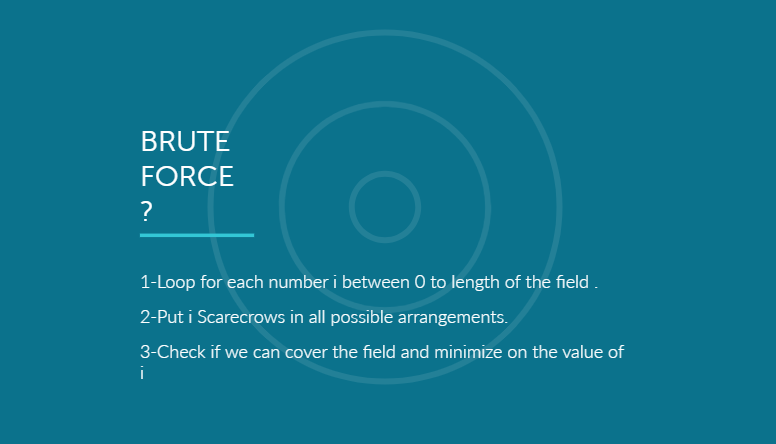 BRUTE
FORCE
?
1-Loop for each number i between 0 to length of the field .
2-Put i Scarecrows in all possible arrangements.
3-Check if we can cover the field and minimize on the value of
i